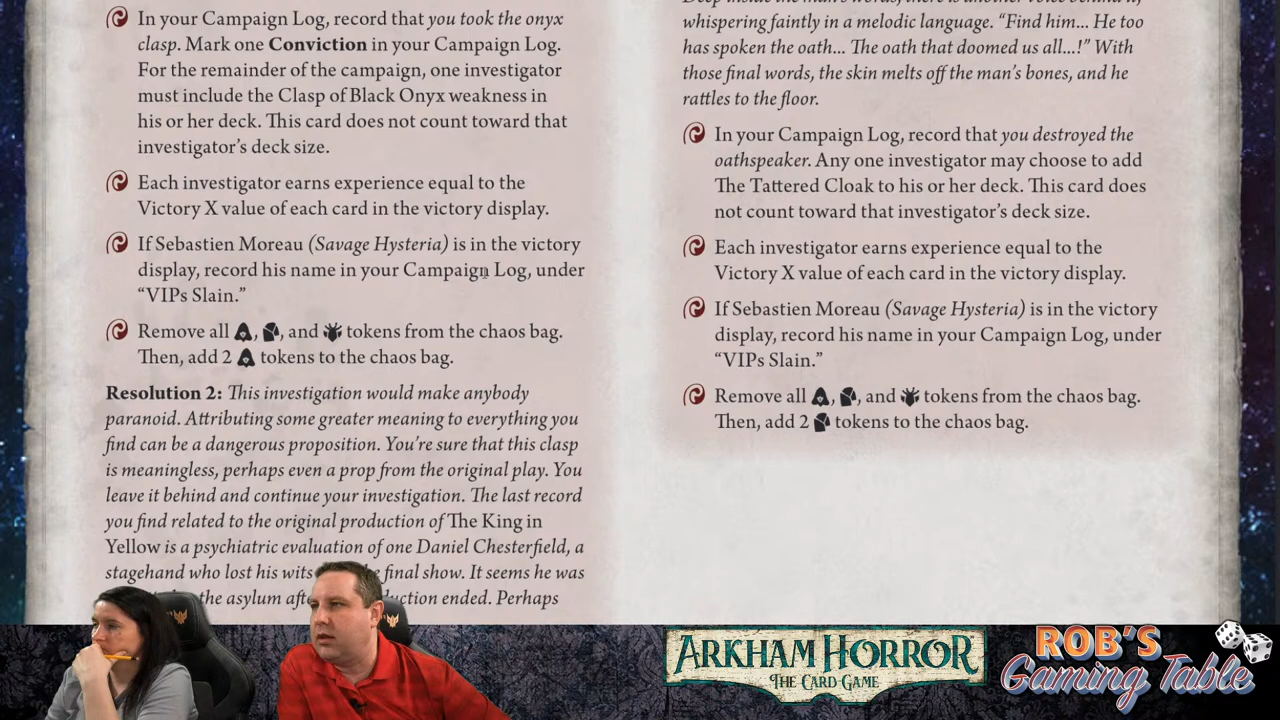 In your Campaign Log, record that you took the onyx
clasp. Mark one Conviction in your Campaign Log.
For the remainder of the campaign, one investigator
must include the Clasp of Black Onyx weakness in
his or her deck. This card does not count toward that
investigator's deck size.
Each investigator earns experience equal to the
Victory X value of each card in the victory display.
If Sebastien Moreau (Savage Hysteria) is in the victory
display, record his name in your Campaign Log, under
“VIPs Slain.”
Remove all , , and tokens from the chaos bag.
Then, add 2 tokens to the chaos bag.
Resolution 2: This investigation would make anybody
paranoid. Attributing some greater meaning to everything you
find can be a dangerous proposition. You're sure that this clasp
is meaningless, perhaps even a prop from the original play. You
leave it behind and continue your investigation. The last record
you find related to the original production of The King in
Yellow is a psychiatric evaluation of one Daniel Chesterfield, a
stagehand who lost his wits final show. It seems he was
the asylum ended. Perhaps
Deep inside the man's words, there is another voice behind it,
whispering faintly in a melodic language. “Find him... He too
has spoken the oath... The oath that doomed us all...!” With
those final words, the skin melts off the man's bones, and he
rattles to the floor.
In your Campaign Log, record that you destroyed the
oathspeaker. Any one investigator may choose to add
The Tattered Cloak to his or her deck. This card does
not count toward that investigator's deck size.
Each investigator earns experience equal to the
Victory X value of each card in the victory display.
If Sebastien Moreau (Savage Hysteria) is in the victory
display, record his name in your Campaign Log, under
“VIPs Slain.”
Remove all , , and tokens from the chaos bag.
Then, add 2 tokens to the chaos bag.
ARKHAM HORROR
THE CARD GAME
ROB'S
Gaming Table